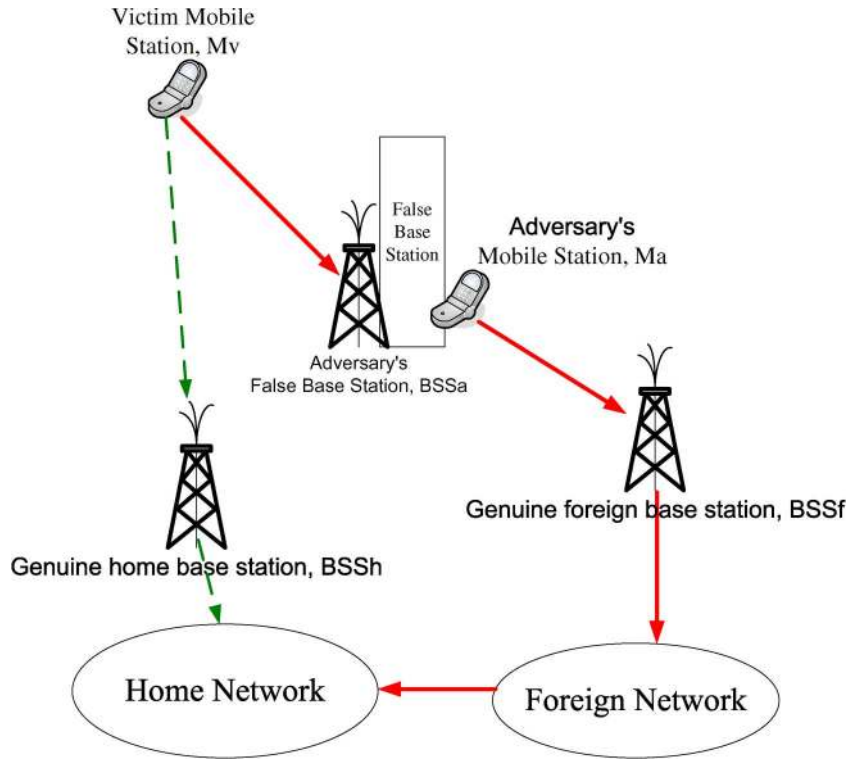 Victim Mobile
Station, Mv
False
Base
Station
Adversary's
Mobile Station, Ma
Adversary's
False Base Station, BSSa
Genuine foreign base station, BSSf
Genuine home base station, BSSh
Home Network
Foreign Network